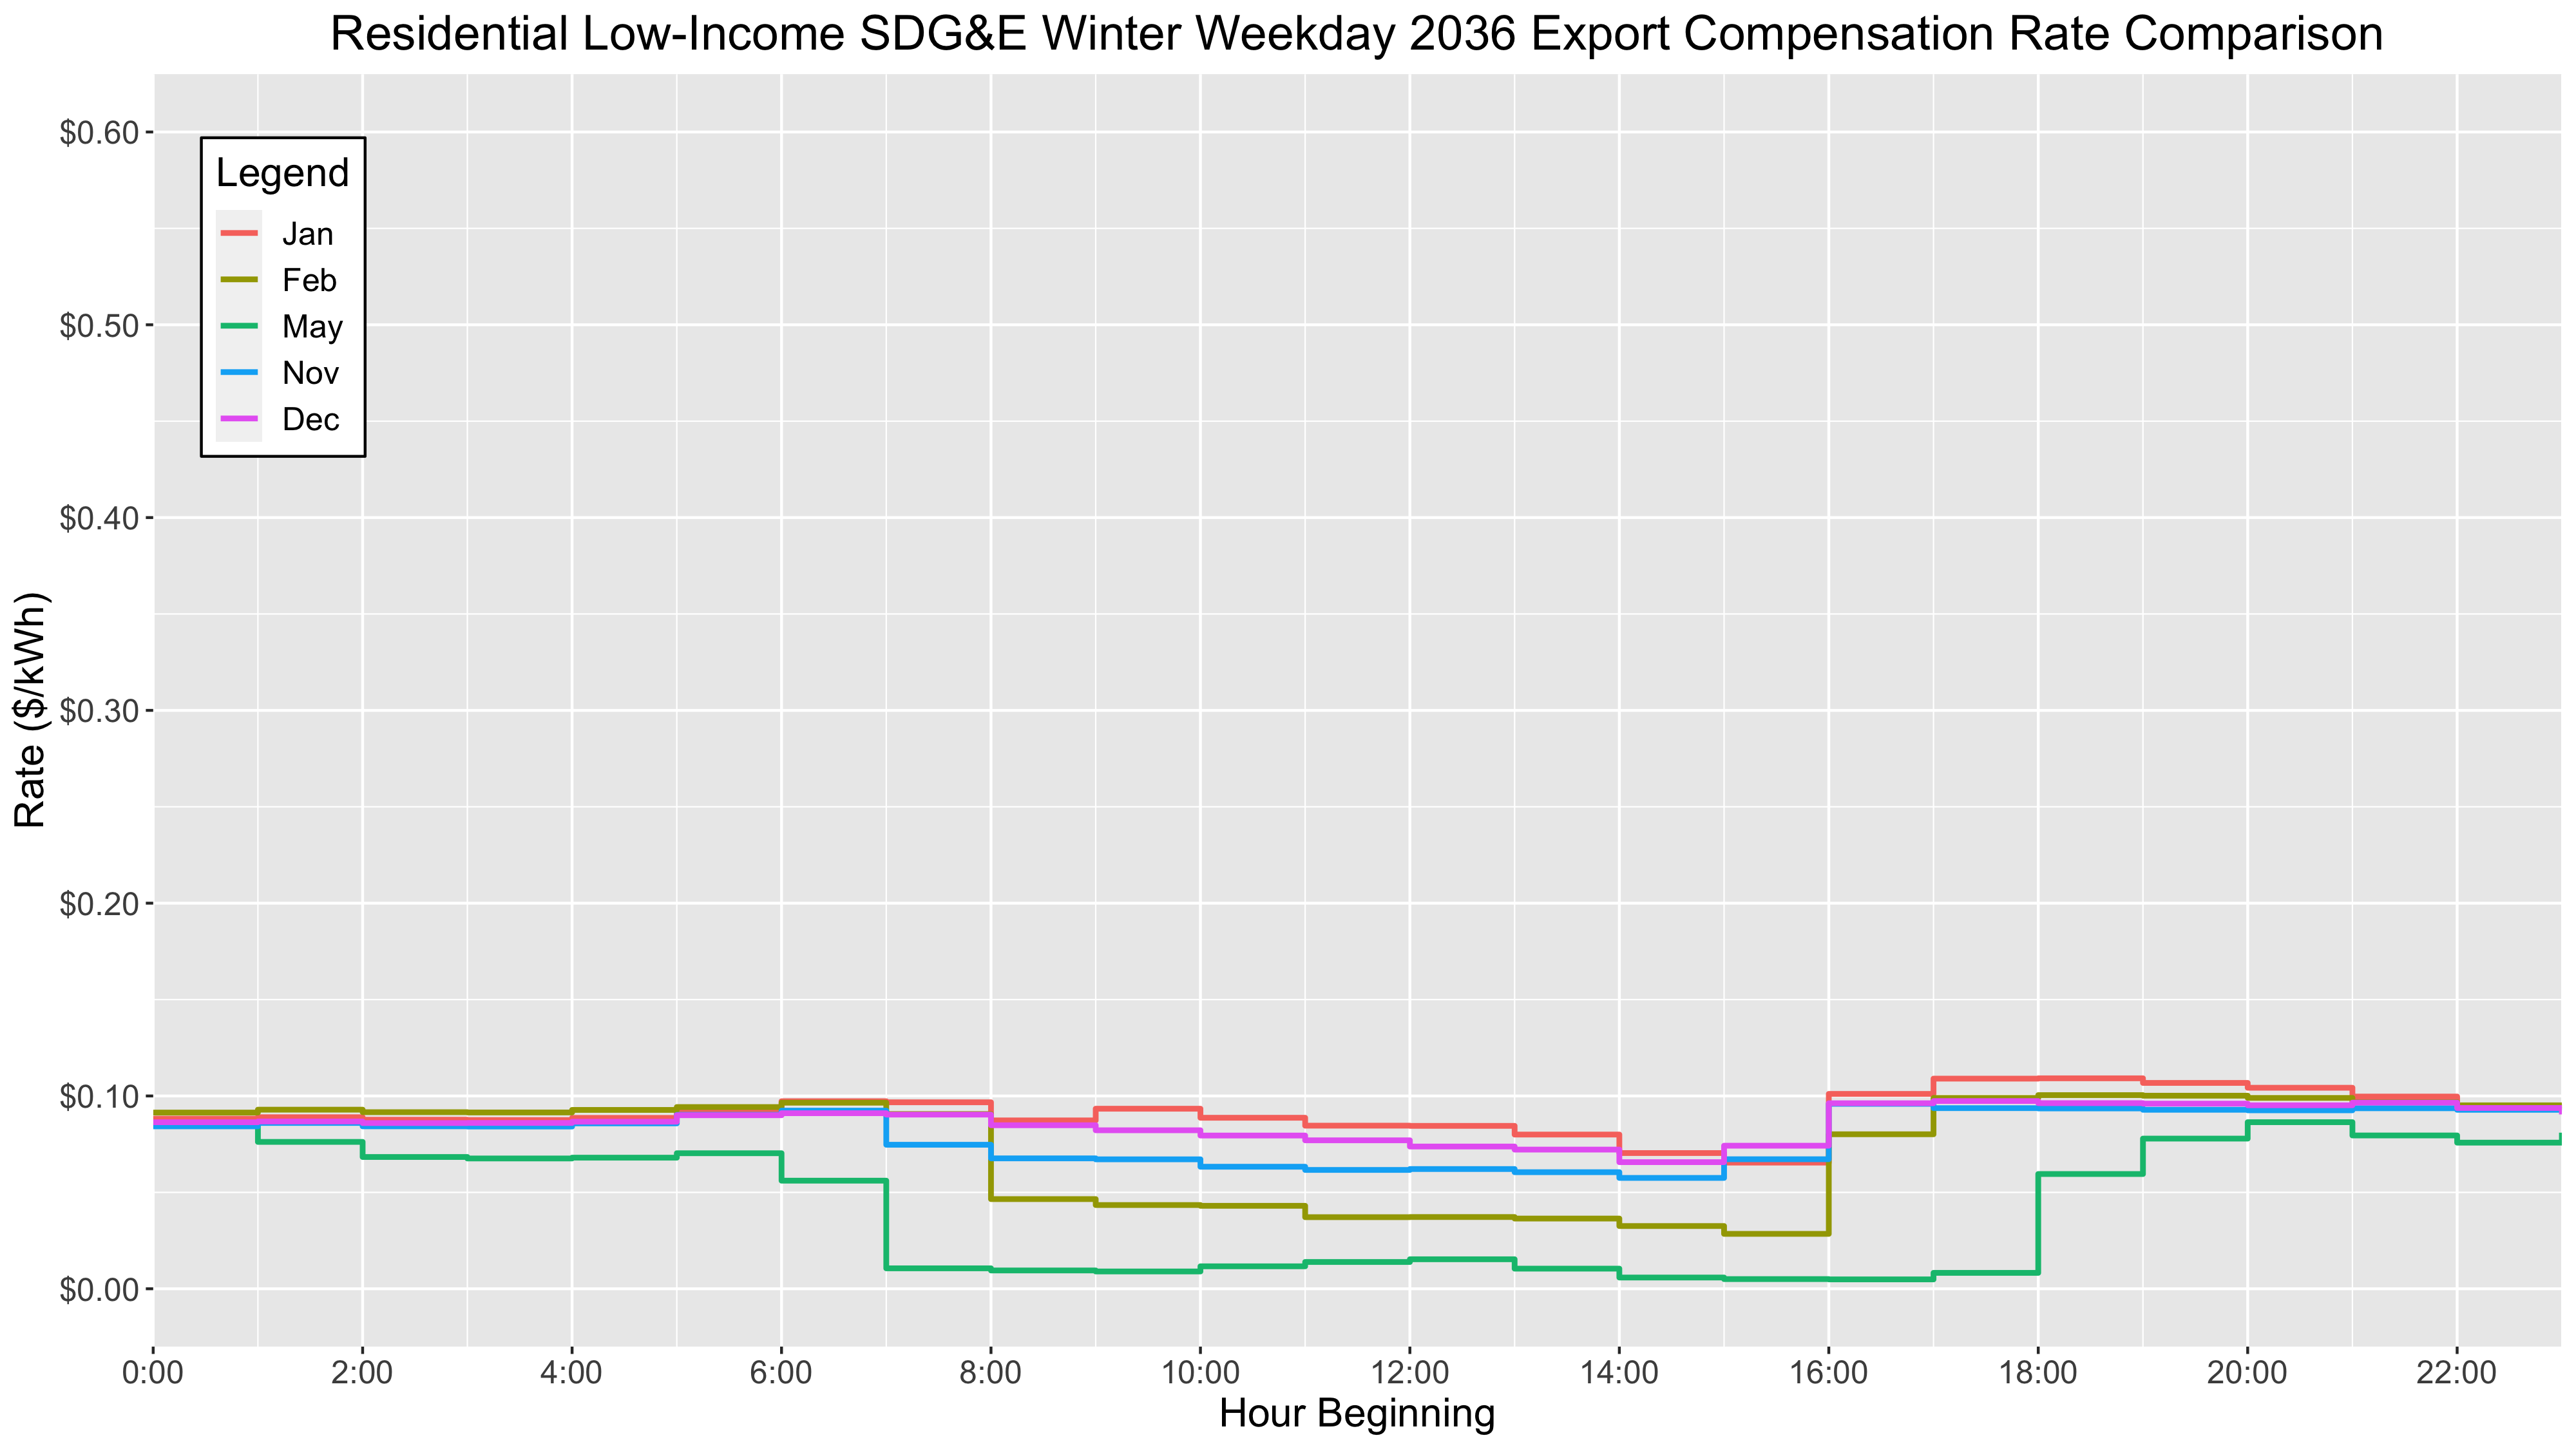 Residential Low-Income SDG&E Winter Weekday 2036 Export Compensation Rate Comparison
$0.60
$0.50
$0.40
$0.30
$0.20
$0.10
$0.00
Rate ($/kWh)
Legend
Jan
Feb
May
Nov
Dec
0:00 2:00 4:00 6:00 8:00 10:00 12:00 14:00 16:00 18:00 20:00 22:00
Hour Beginning